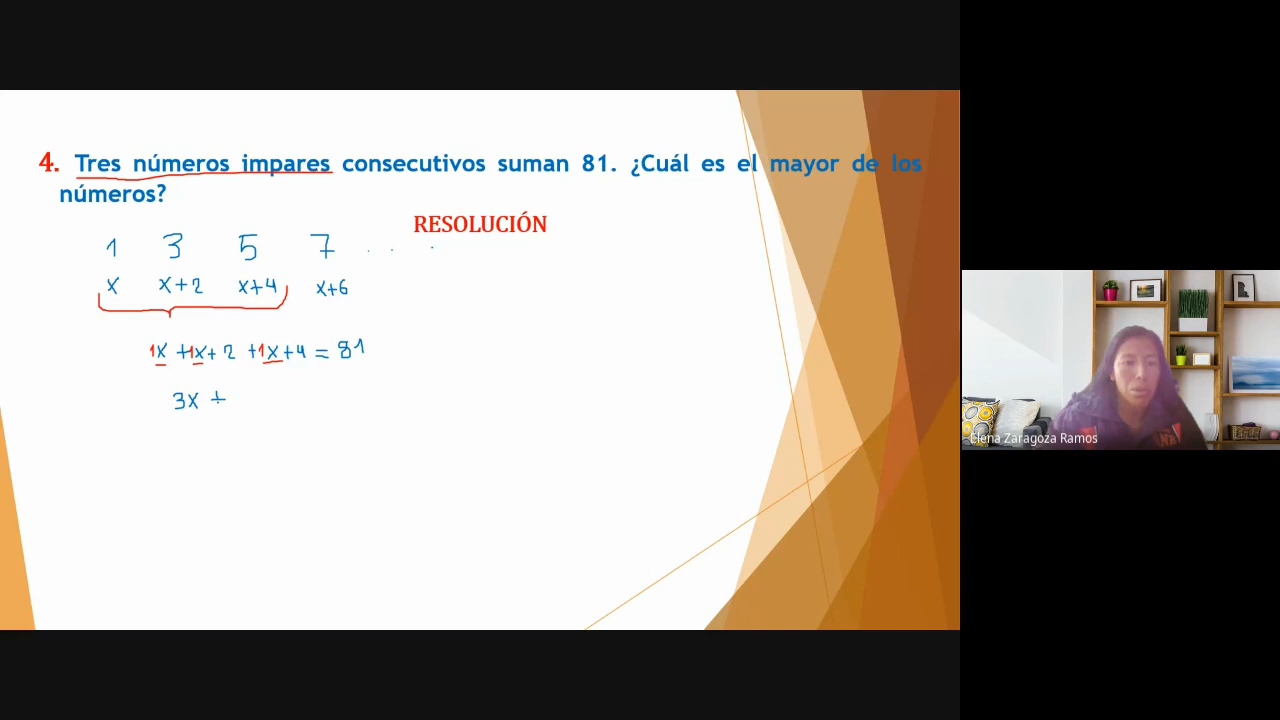 4. Tres números impares consecutivos suman 81. ¿Cuál es el mayor de los
números?
RESOLUCIÓN
1 3 5 7 . . .
x x+2 x+4 x+6
1x +1x+2 +1x+4 = 81
3x +
Elena Zaragoza Ramos